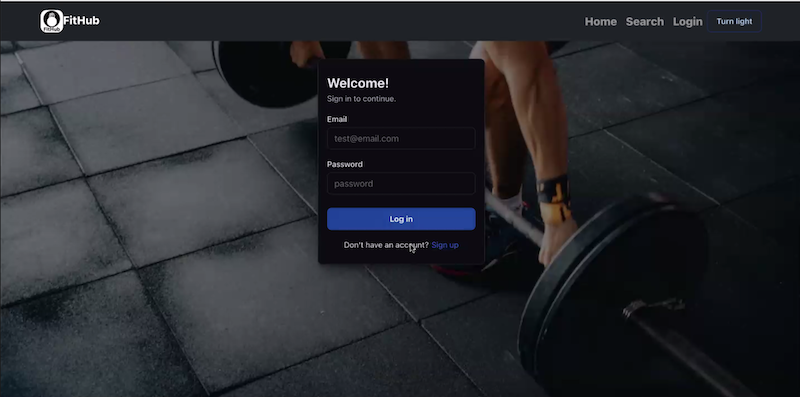 FitHub
FitHub
Home
Search
Login
Turn light
Welcome!
Sign in to continue.
Email
test@email.com
Password
password
Log in
Don't have an account? Sign up